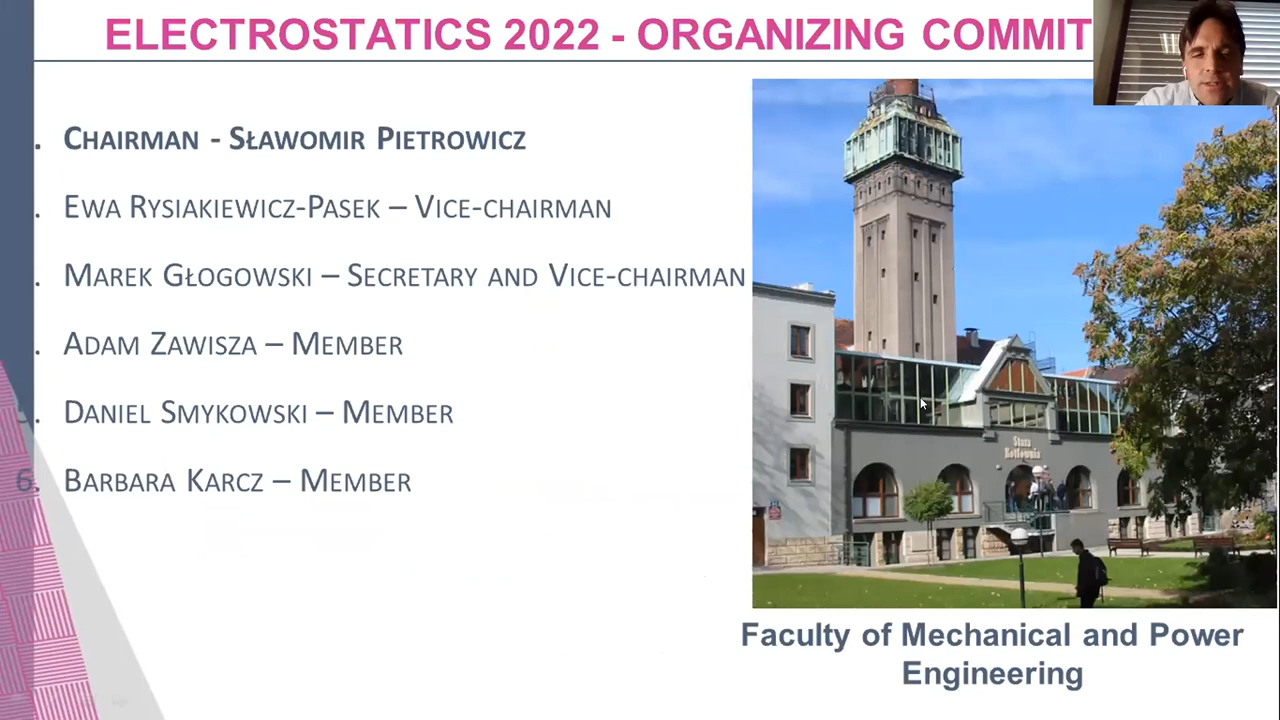 ELECTROSTATICS 2022 - ORGANIZING COMMIT
. CHAIRMAN - SŁAWOMIR PIETROWICZ
. EWA RYSIAKIEWICZ-PASEK – VICE-CHAIRMAN
. MAREK GŁOGOWSKI – SECRETARY AND VICE-CHAIRMAN
. ADAM ZAWISZA – MEMBER
5. DANIEL SMYKOWSKI – MEMBER
6. BARBARA KARCZ – MEMBER
Stara
Kotłownia
Faculty of Mechanical and Power
Engineering